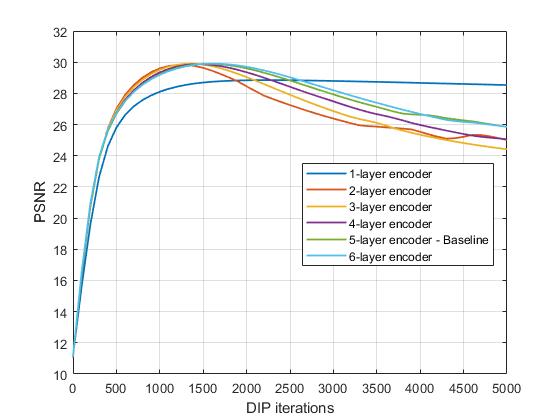 32
30
28
26
24
22
20
18
16
14
12
10
PSNR
1-layer encoder
2-layer encoder
3-layer encoder
4-layer encoder
5-layer encoder - Baseline
6-layer encoder
0 500 1000 1500 2000 2500 3000 3500 4000 4500 5000
DIP iterations